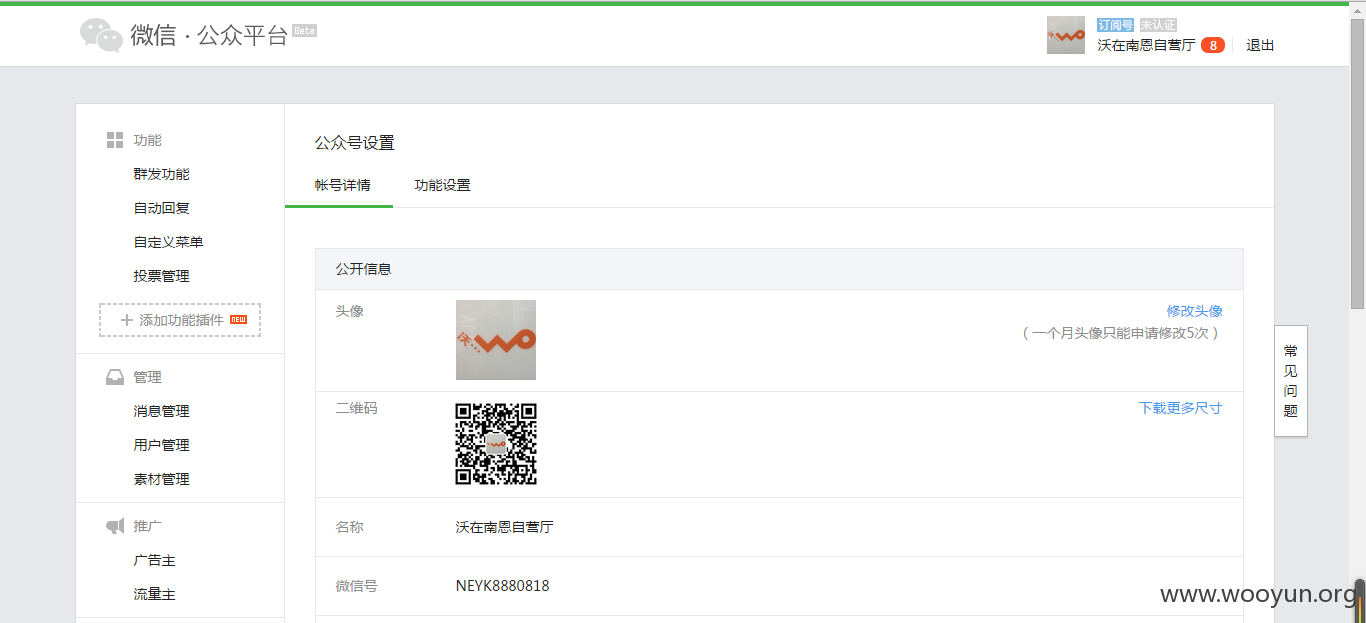 微信 · 公众平台 Beta
订阅号 未认证
沃在南恩自营厅 8 退出
功能
群发功能
自动回复
自定义菜单
投票管理
添加功能插件 NEW
管理
消息管理
用户管理
素材管理
推广
广告主
流量主
公众号设置
帐号详情 功能设置
公开信息
头像
沃... wo
修改头像
（一个月头像只能申请修改5次）
二维码
下载更多尺寸
名称 沃在南恩自营厅
微信号 NEYK8880818
常见问题
www.wooyun.org